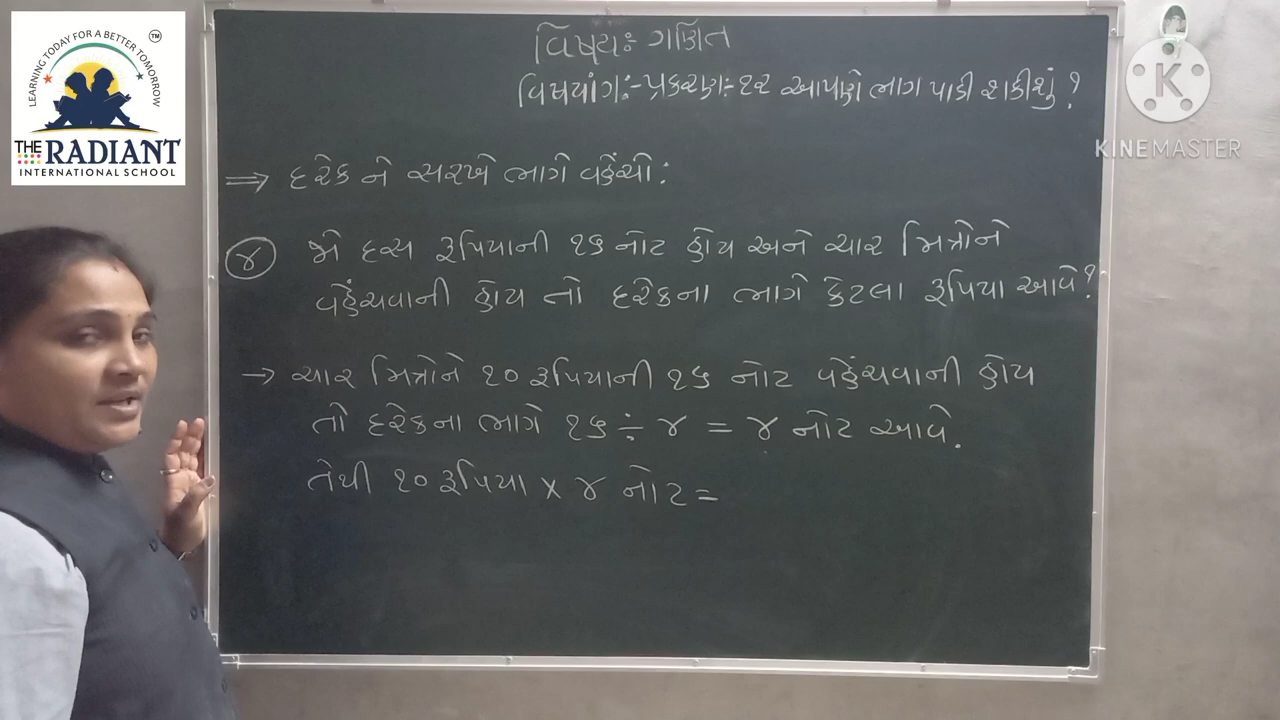 LEARNING TODAY FOR A BETTER TOMORROW
TM
THE RADIANT
INTERNATIONAL SCHOOL
K
KINEMASTER
વિષય:- ગણિત
વિષયાંગ:- પ્રકરણ:- ૧૨ આપણે ભાગ પાડી શકીશું ?
⇒ દરેક ને સરખે ભાગે વહેંચો:
૪ જો દસ રૂપિયાની ૧૬ નોટ હોય અને ચાર મિત્રોને
વહેંચવાની હોય તો દરેકના ભાગે કેટલા રૂપિયા આવે?
→ ચાર મિત્રોને ૧૦ રૂપિયાની ૧૬ નોટ વહેંચવાની હોય
તો દરેકના ભાગે ૧૬ ÷ ૪ = ૪ નોટ આવે.
તેથી ૧૦ રૂપિયા × ૪ નોટ =